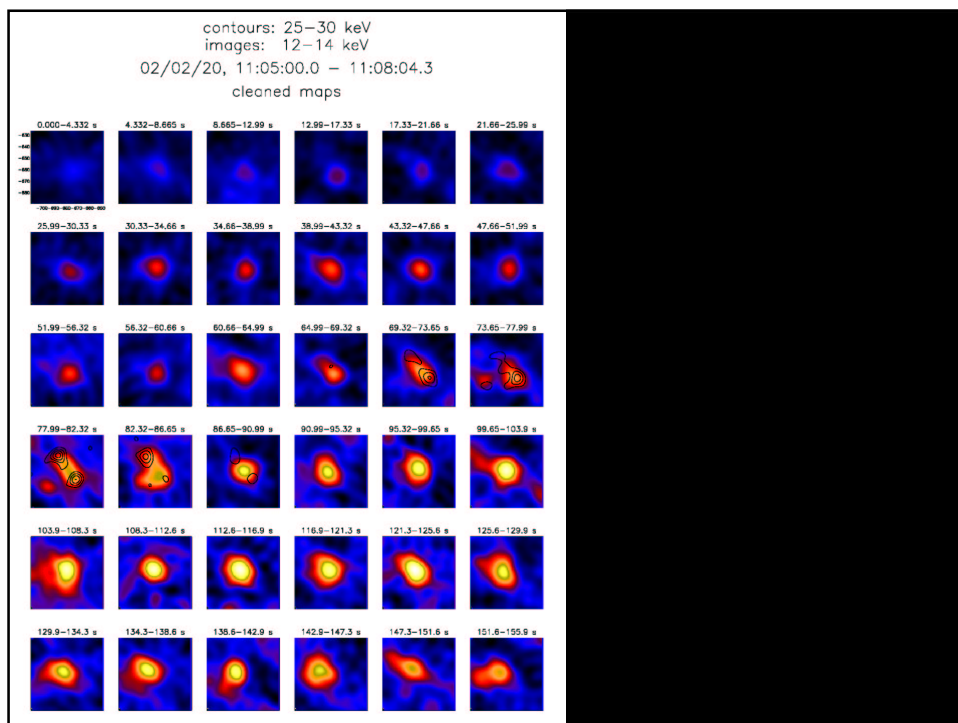 contours: 25-30 keV
images: 12-14 keV
02/02/20, 11:05:00.0 - 11:08:04.3
cleaned maps
0.000-4.332 s 4.332-8.665 s 8.665-12.99 s 12.99-17.33 s 17.33-21.66 s 21.66-25.99 s
25.99-30.33 s 30.33-34.66 s 34.66-38.99 s 38.99-43.32 s 43.32-47.66 s 47.66-51.99 s
51.99-56.32 s 56.32-60.66 s 60.66-64.99 s 64.99-69.32 s 69.32-73.65 s 73.65-77.99 s
77.99-82.32 s 82.32-86.65 s 86.65-90.99 s 90.99-95.32 s 95.32-99.65 s 99.65-103.9 s
103.9-108.3 s 108.3-112.6 s 112.6-116.9 s 116.9-121.3 s 121.3-125.6 s 125.6-129.9 s
129.9-134.3 s 134.3-138.6 s 138.6-142.9 s 142.9-147.3 s 147.3-151.6 s 151.6-155.9 s